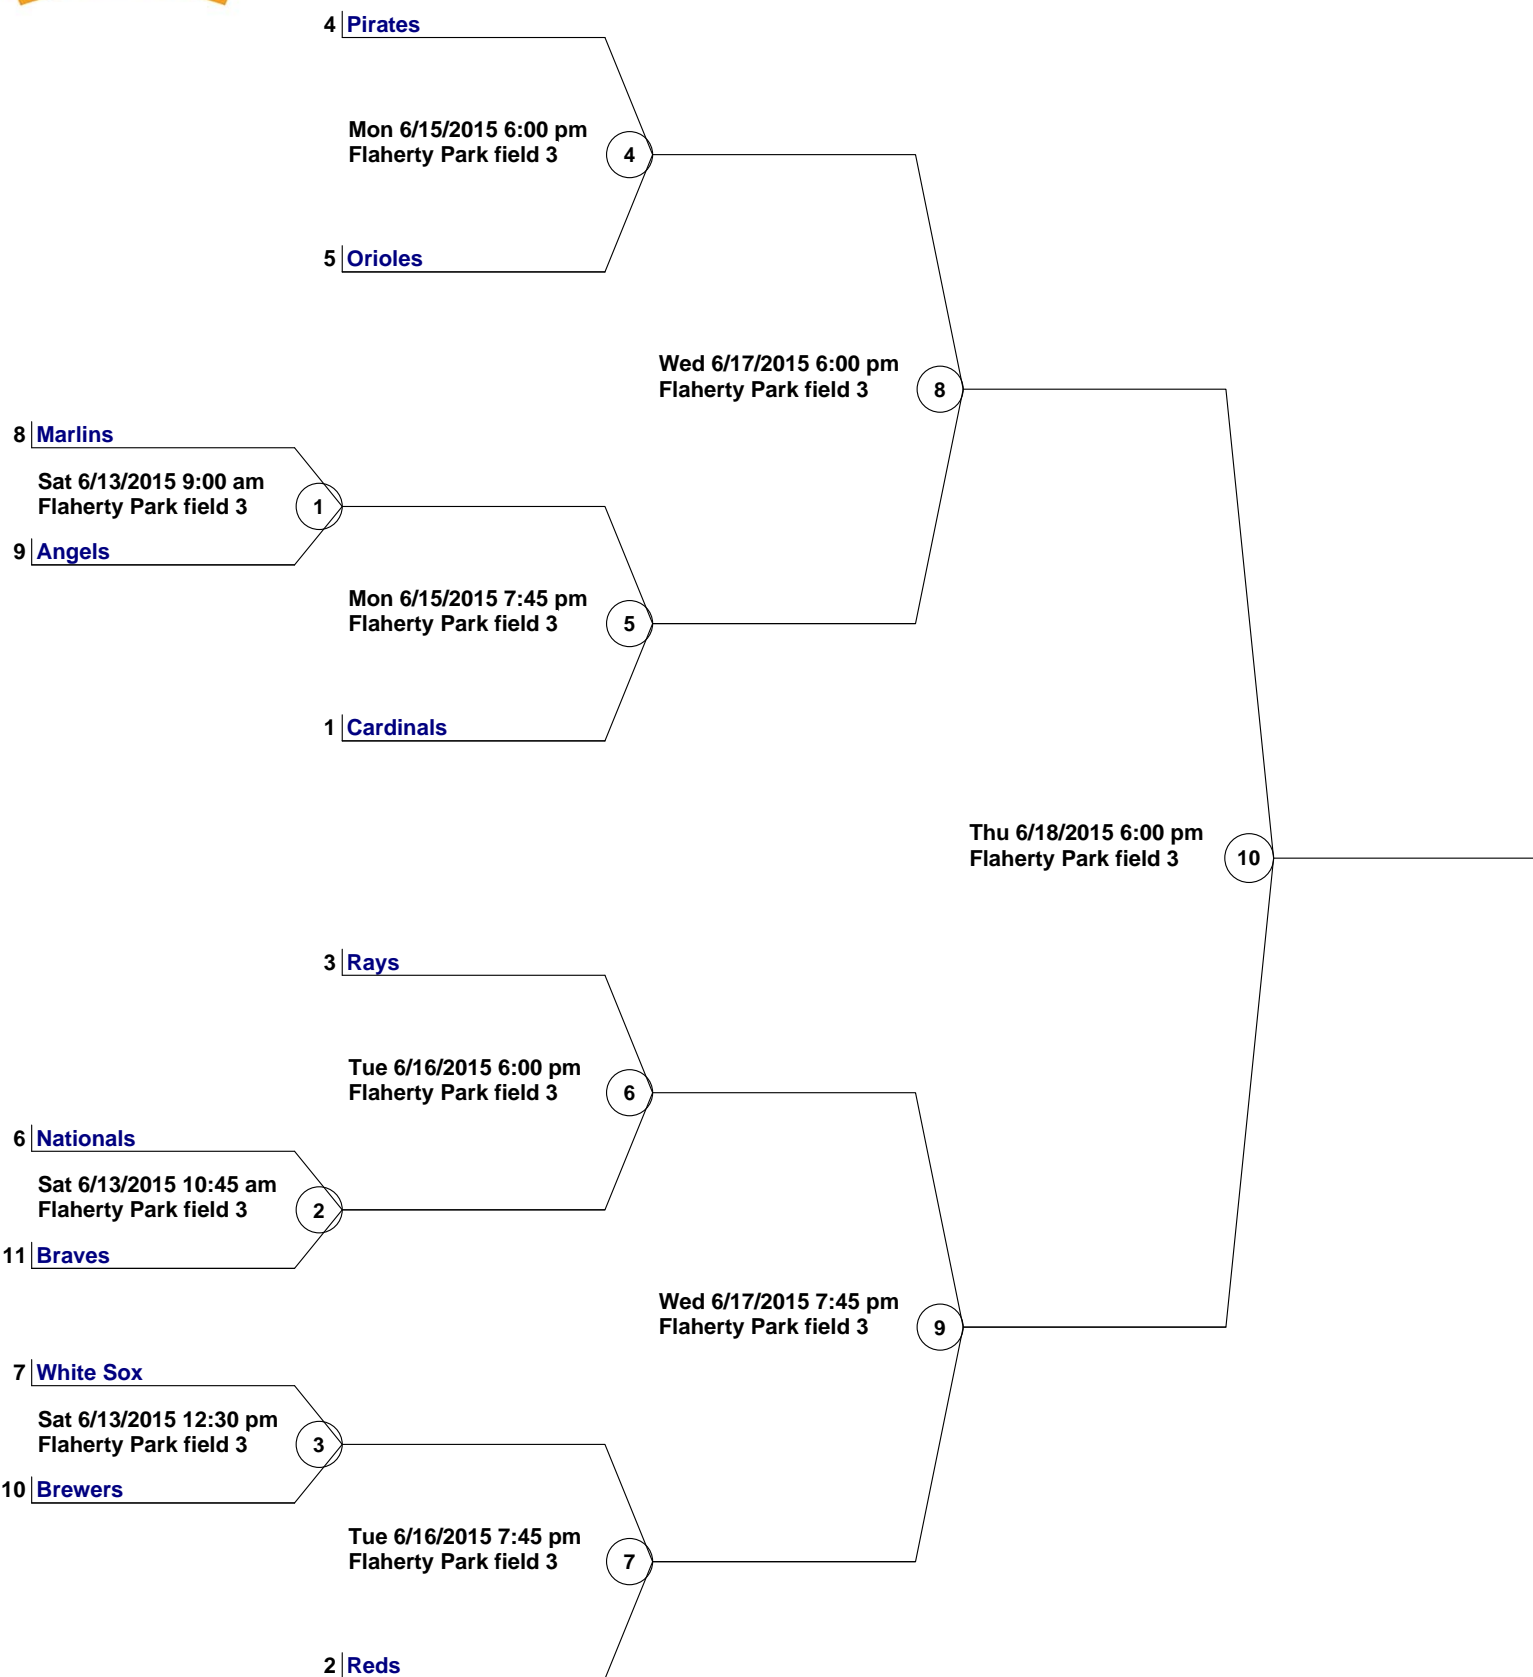 4 Pirates
Mon 6/15/2015 6:00 pm
Flaherty Park field 3
4
5 Orioles
Wed 6/17/2015 6:00 pm
Flaherty Park field 3
8
8 Marlins
Sat 6/13/2015 9:00 am
Flaherty Park field 3
1
9 Angels
Mon 6/15/2015 7:45 pm
Flaherty Park field 3
5
1 Cardinals
Thu 6/18/2015 6:00 pm
Flaherty Park field 3
10
3 Rays
Tue 6/16/2015 6:00 pm
Flaherty Park field 3
6
6 Nationals
Sat 6/13/2015 10:45 am
Flaherty Park field 3
2
11 Braves
Wed 6/17/2015 7:45 pm
Flaherty Park field 3
9
7 White Sox
Sat 6/13/2015 12:30 pm
Flaherty Park field 3
3
10 Brewers
Tue 6/16/2015 7:45 pm
Flaherty Park field 3
7
2 Reds